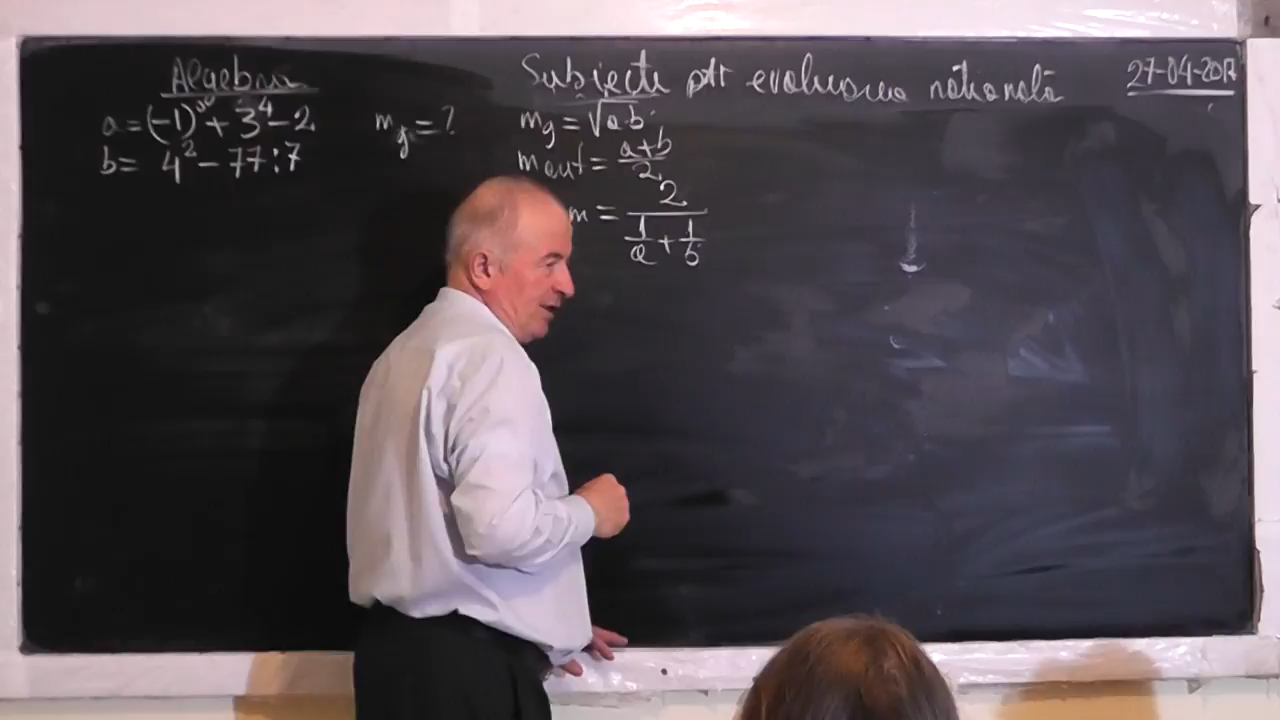 Algebra
Subiecte ptr evaluarea națională
27-04-2017
a=(-1)¹⁰⁰+3⁴-2
b= 4²-77:7
m_g=?
m_g=√a·b
m_arit=a+b/2
m=2/(1/a+1/b)